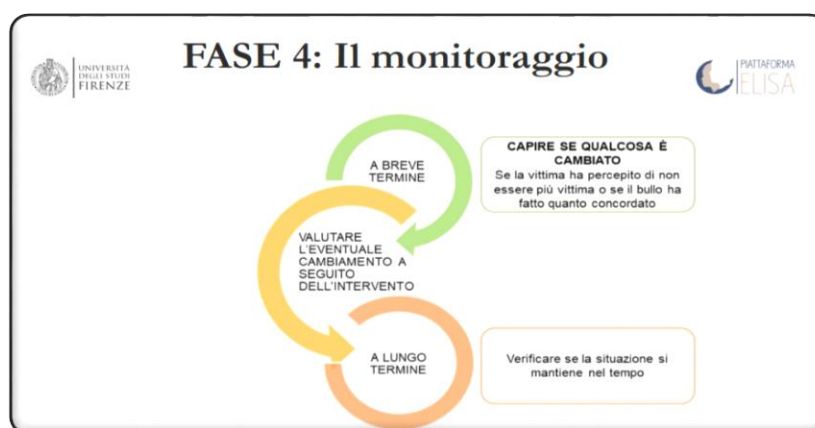 FASE 4: Il monitoraggio
UNIVERSITÀ
DEGLI STUDI
FIRENZE
PIATTAFORMA
ELISA
A BREVE
TERMINE
CAPIRE SE QUALCOSA È
CAMBIATO
Se la vittima ha percepito di non
essere più vittima o se il bullo ha
fatto quanto concordato
VALUTARE
L'EVENTUALE
CAMBIAMENTO A
SEGUITO
DELL'INTERVENTO
A LUNGO
TERMINE
Verificare se la situazione si
mantiene nel tempo